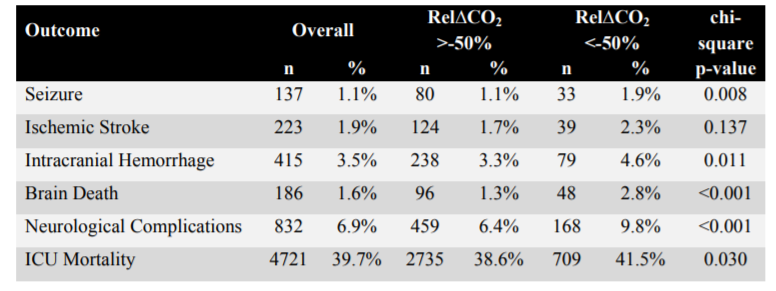 Outcome Overall RelΔCO₂ >-50% RelΔCO₂ <-50% chi-square p-value
n % n % n %
Seizure 137 1.1% 80 1.1% 33 1.9% 0.008
Ischemic Stroke 223 1.9% 124 1.7% 39 2.3% 0.137
Intracranial Hemorrhage 415 3.5% 238 3.3% 79 4.6% 0.011
Brain Death 186 1.6% 96 1.3% 48 2.8% <0.001
Neurological Complications 832 6.9% 459 6.4% 168 9.8% <0.001
ICU Mortality 4721 39.7% 2735 38.6% 709 41.5% 0.030